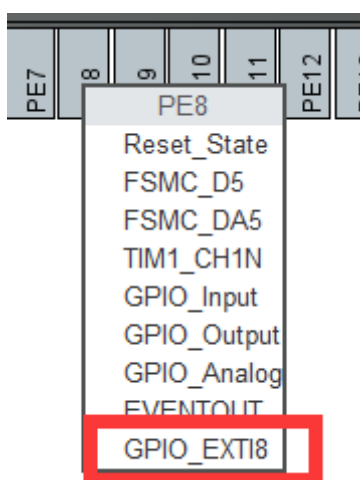 PE7
8
9
10
11
PE12
PE8
Reset_State
FSMC_D5
FSMC_DA5
TIM1_CH1N
GPIO_Input
GPIO_Output
GPIO_Analog
EVENTOUT
GPIO_EXTI8